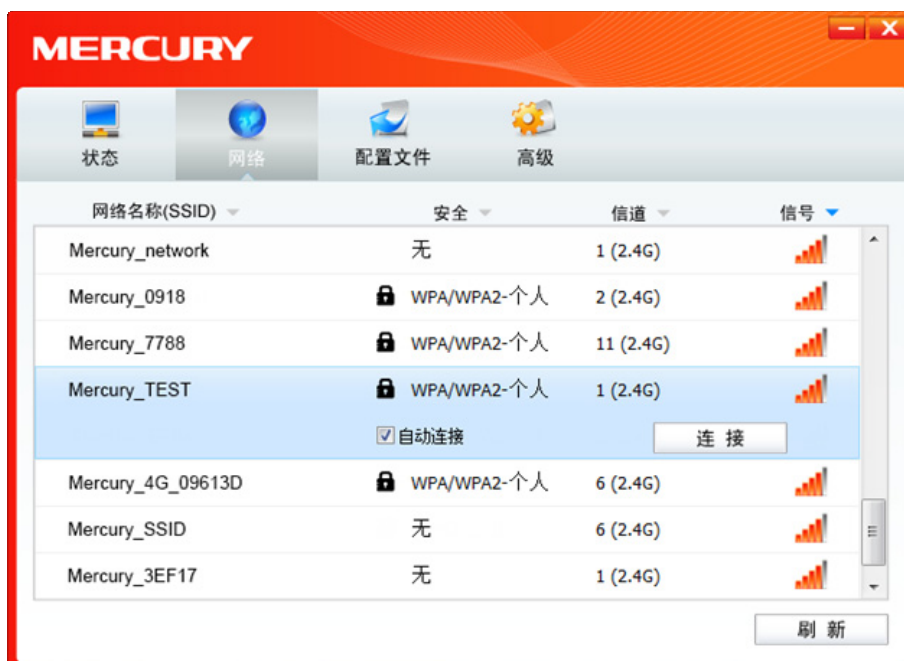 MERCURY
状态 网络 配置文件 高级
网络名称(SSID) 安全 信道 信号
Mercury_network 无 1 (2.4G)
Mercury_0918 WPA/WPA2-个人 2 (2.4G)
Mercury_7788 WPA/WPA2-个人 11 (2.4G)
Mercury_TEST WPA/WPA2-个人 1 (2.4G)
自动连接 连 接
Mercury_4G_09613D WPA/WPA2-个人 6 (2.4G)
Mercury_SSID 无 6 (2.4G)
Mercury_3EF17 无 1 (2.4G)
刷 新